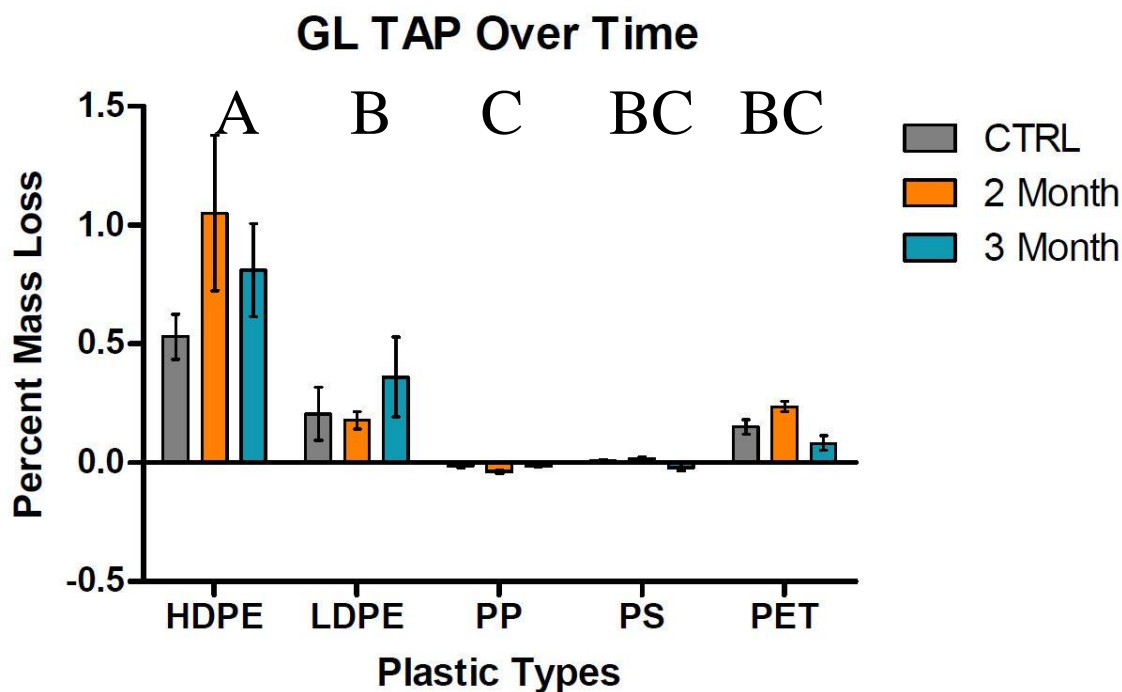 GL TAP Over Time
A B C BC BC
CTRL
2 Month
3 Month
Percent Mass Loss
1.5
1.0
0.5
0.0
-0.5
HDPE LDPE PP PS PET
Plastic Types